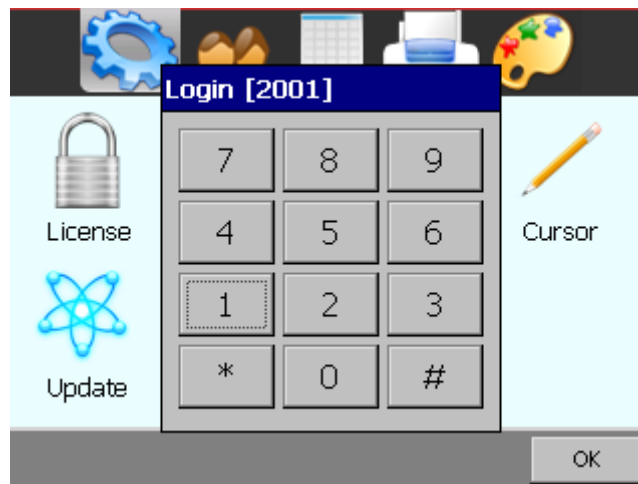 Login [2001]
7 8 9
License 4 5 6 Cursor
1 2 3
Update * 0 #
OK